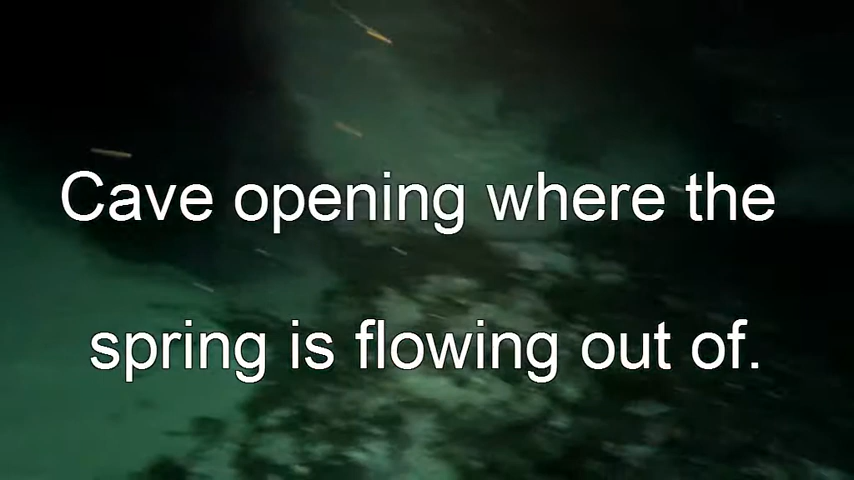 Cave opening where the
spring is flowing out of.